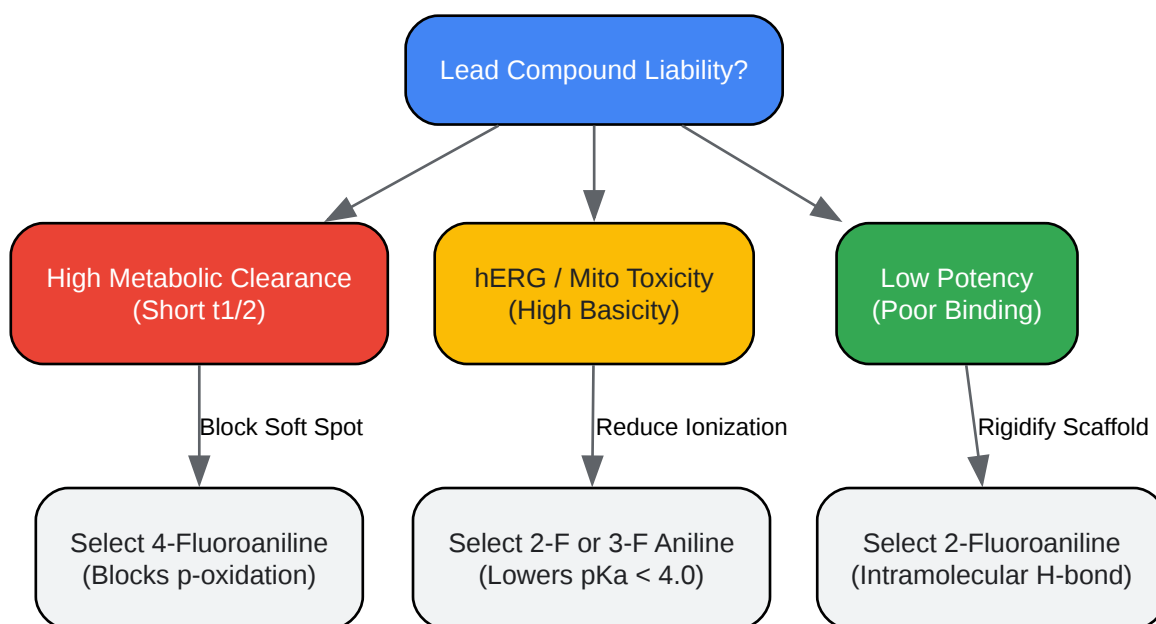 Lead Compound Liability?
High Metabolic Clearance
(Short t1/2)
hERG / Mito Toxicity
(High Basicity)
Low Potency
(Poor Binding)
Block Soft Spot
Reduce Ionization
Rigidify Scaffold
Select 4-Fluoroaniline
(Blocks p-oxidation)
Select 2-F or 3-F Aniline
(Lowers pKa < 4.0)
Select 2-Fluoroaniline
(Intramolecular H-bond)